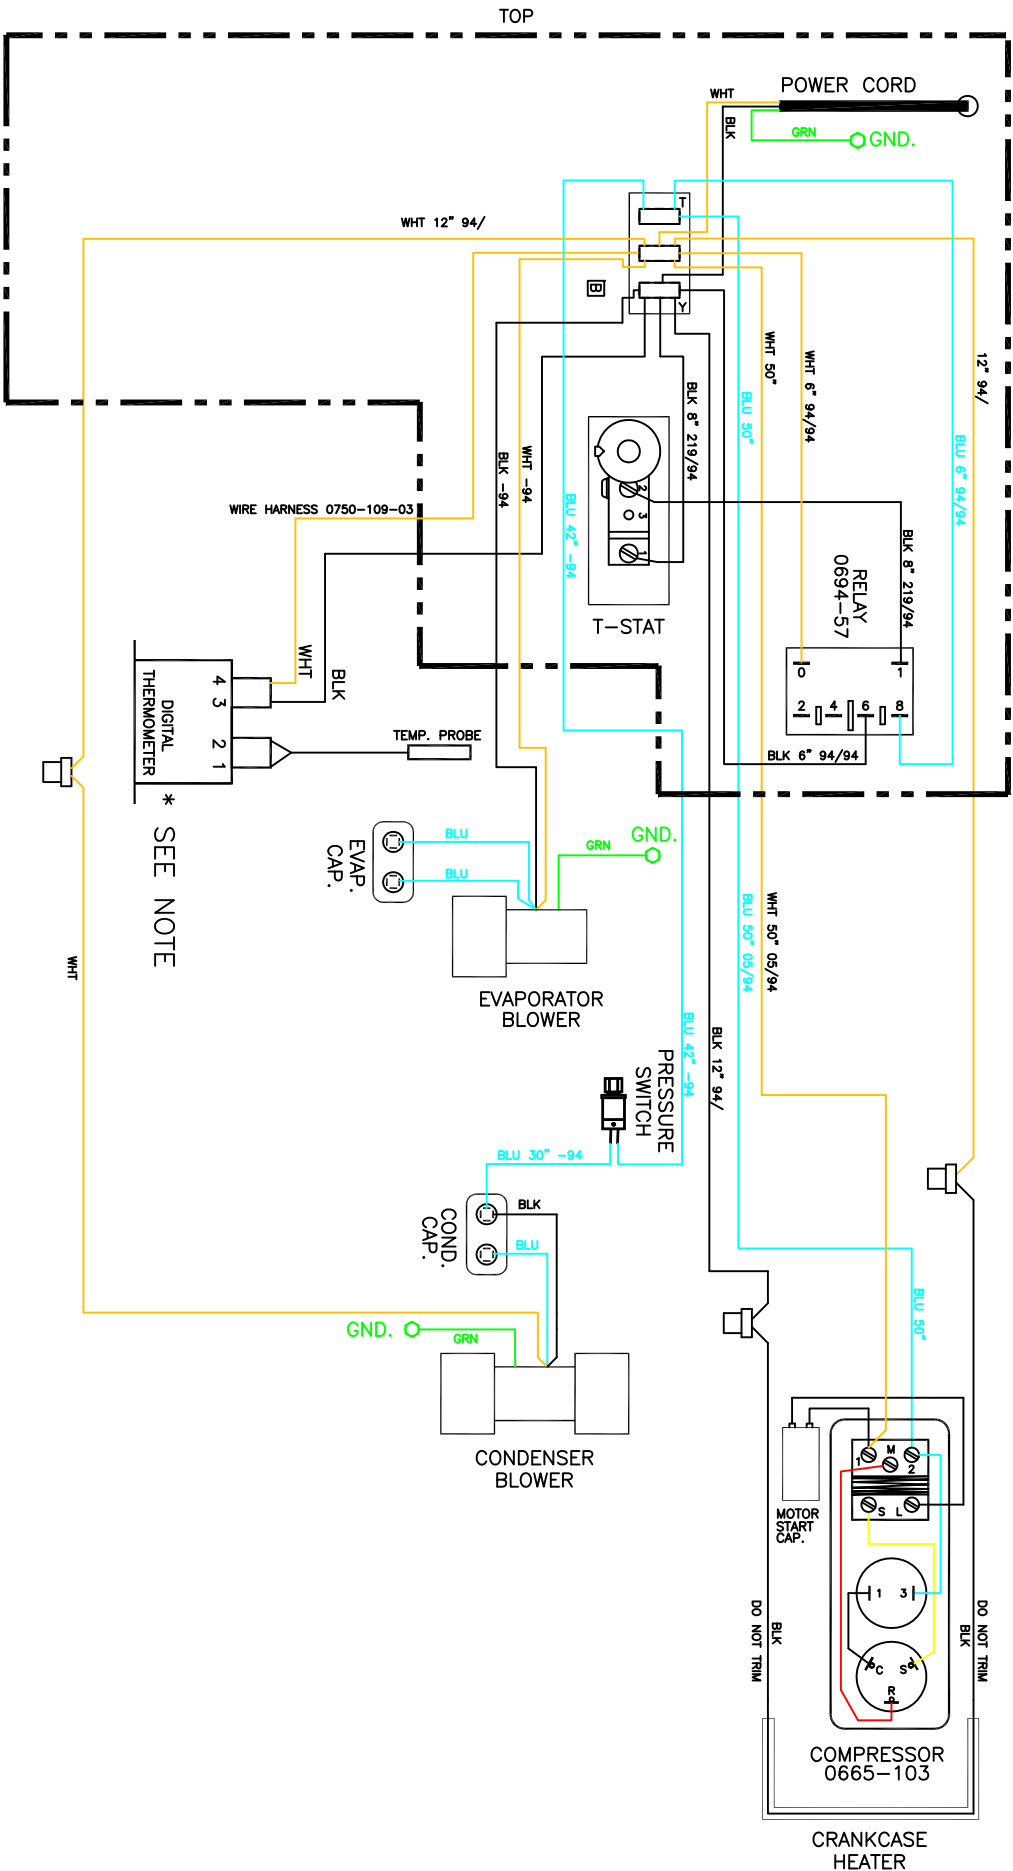 TOP
POWER CORD
WHT
BLK
GRN
GND.
T
WHT 12" 94/
B
Y
WHT 50"
WHT 6" 94/94
12" 94/
BLK 8" 219/94
BLU 50"
BLU 6" 94/94
BLK -94
WHT -94
BLU 42" -94
2
3
1
WIRE HARNESS 0750-109-03
BLK 8" 219/94
RELAY
0694-57
T-STAT
0
1
2
4
6
8
WHT
BLK
4
3
2
1
DIGITAL
THERMOMETER
TEMP. PROBE
BLK 6" 94/94
* SEE NOTE
EVAP.
CAP.
BLU
BLU
GRN
GND.
EVAPORATOR
BLOWER
WHT
BLU 50" 05/94
WHT 50" 05/94
BLU 42" -94
BLK 12" 94/
PRESSURE
SWITCH
BLU 30" -94
COND.
CAP.
BLK
BLU
GND.
GRN
BLU 50"
CONDENSER
BLOWER
MOTOR
START
CAP.
1
M
2
S
L
1
3
C
S
R
DO NOT TRIM
BLK
BLK
DO NOT TRIM
COMPRESSOR
0665-103
CRANKCASE
HEATER